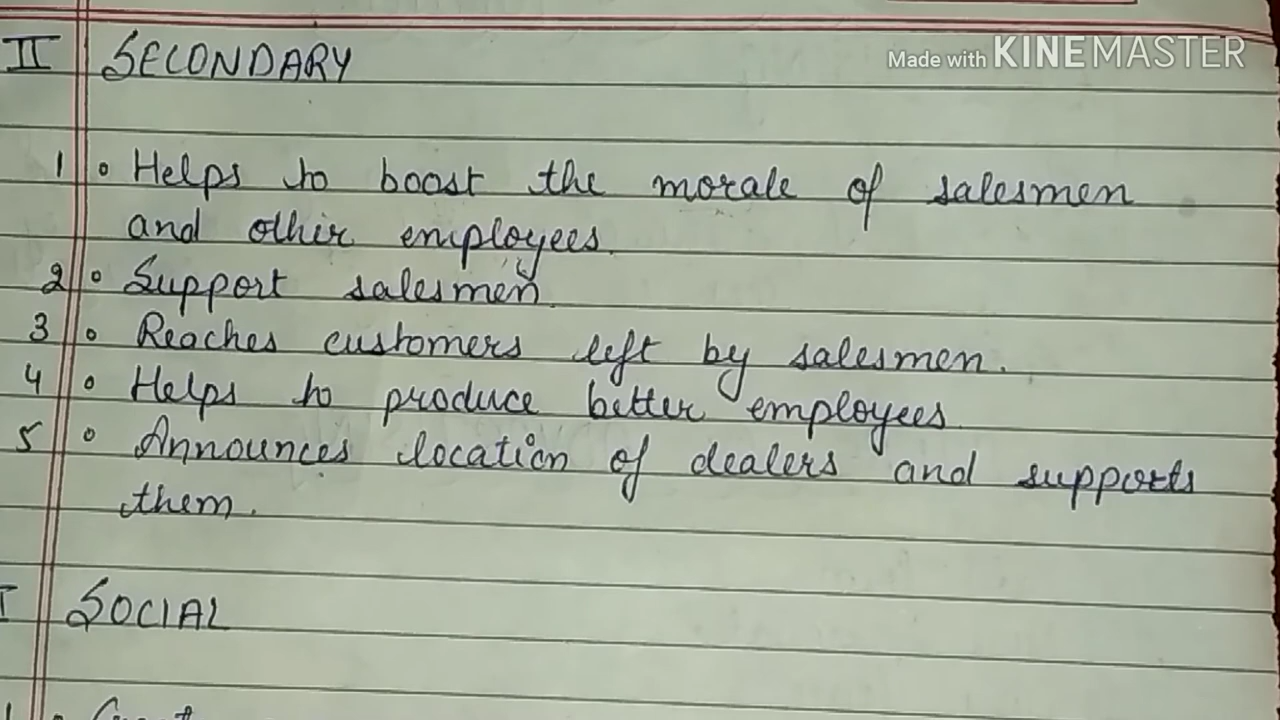 II SECONDARY
Made with KINEMASTER
1 Helps to boost the morale of salesmen
and other employees.
2 Support salesmen.
3 Reaches customers left by salesmen.
4 Helps to produce better employees.
5 Announces location of dealers and supports
them.
SOCIAL